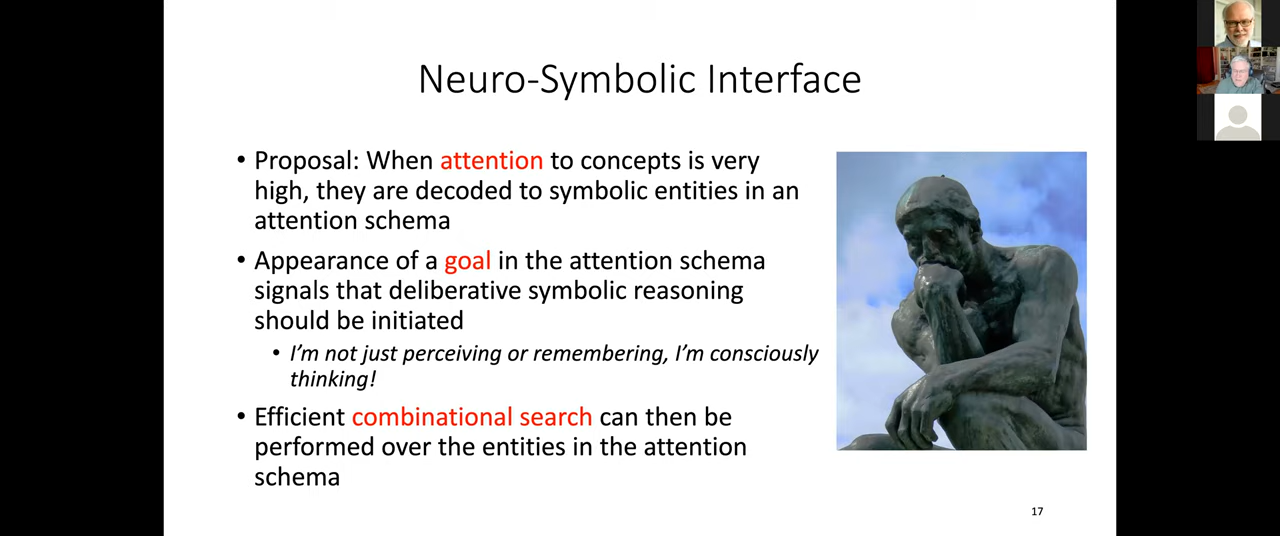 Neuro-Symbolic Interface
• Proposal: When attention to concepts is very
high, they are decoded to symbolic entities in an
attention schema
• Appearance of a goal in the attention schema
signals that deliberative symbolic reasoning
should be initiated
• I'm not just perceiving or remembering, I'm consciously
thinking!
• Efficient combinational search can then be
performed over the entities in the attention
schema
17